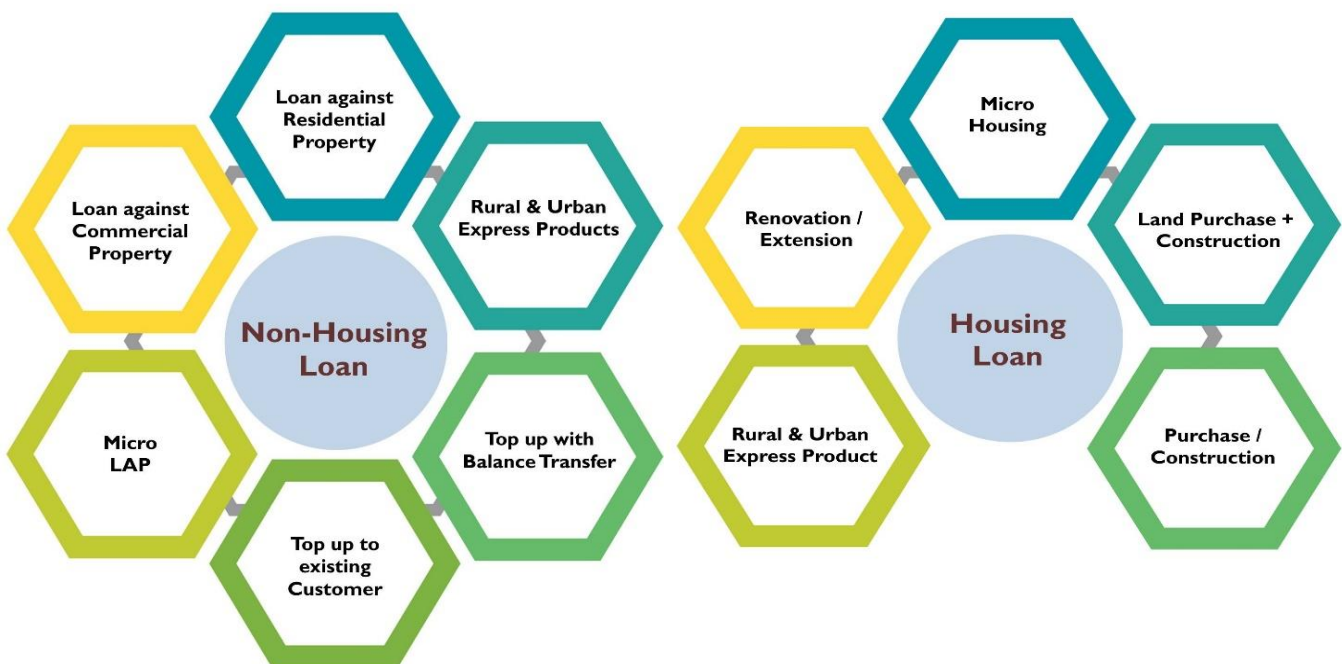 Loan against
Residential
Property
Loan against
Commercial
Property
Rural & Urban
Express Products
Non-Housing
Loan
Micro
LAP
Top up with
Balance Transfer
Top up to
existing
Customer
Micro
Housing
Renovation /
Extension
Land Purchase +
Construction
Housing
Loan
Rural & Urban
Express Product
Purchase /
Construction